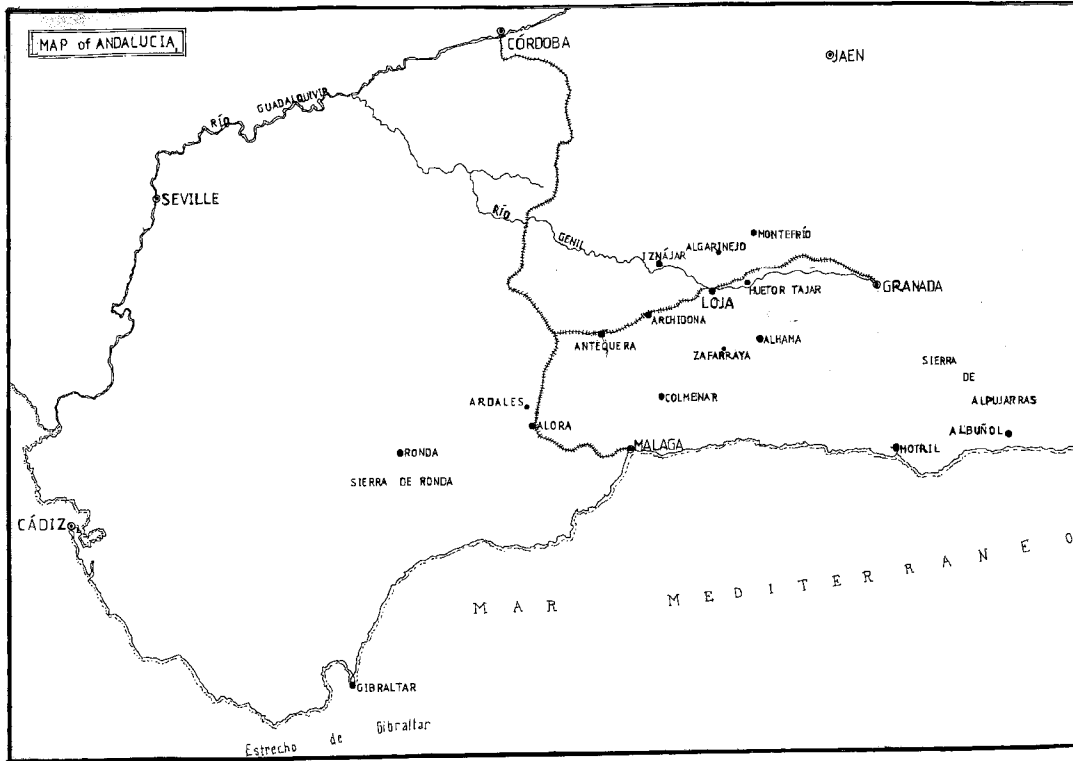 MAP of ANDALUCIA,
CÓRDOBA
JAEN
RÍO GUADALQUIVIR
SEVILLE
RÍO GENIL
MONTEFRÍO
ALGARINEJO
IZNÁJAR
HUETOR TAJAR
GRANADA
LOJA
ARCHIDONA
ANTEQUERA
ALHAMA
ZAFARRAYA
SIERRA
DE
ALPUJARRAS
COLMENAR
ARDALES
ALORA
ALBUÑOL
MALAGA
MOTRIL
RONDA
SIERRA DE RONDA
CÁDIZ
MAR MEDITERRANEO
GIBRALTAR
Estrecho de Gibraltar